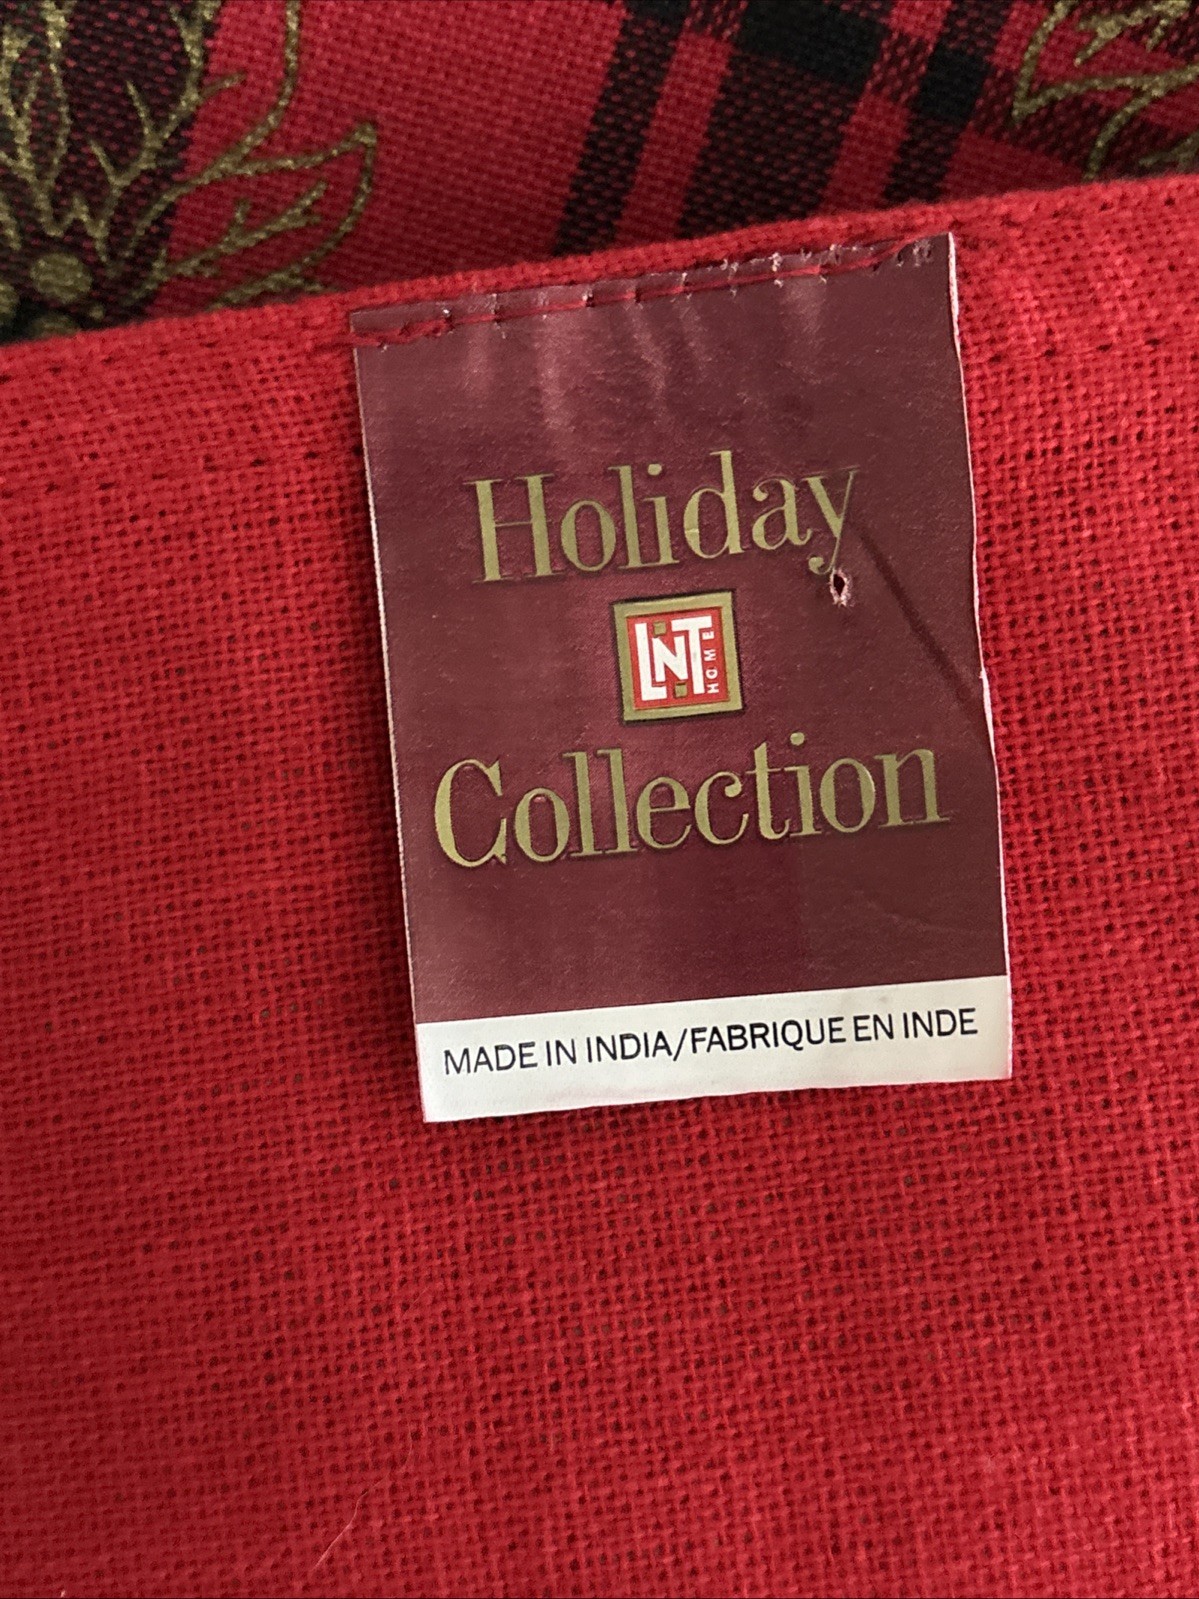 Holiday
LNT
HOME
Collection
MADE IN INDIA/FABRIQUE EN INDE